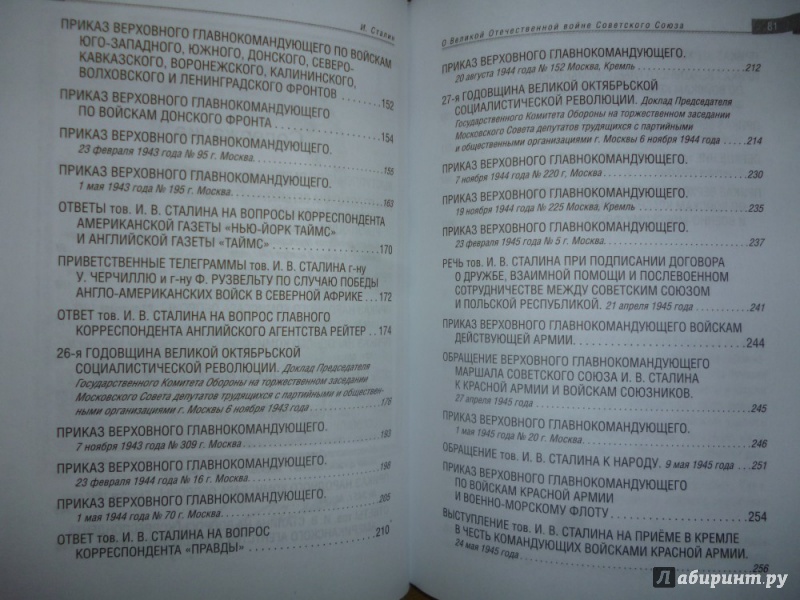 И. Сталин
ПРИКАЗ ВЕРХОВНОГО ГЛАВНОКОМАНДУЮЩЕГО ПО ВОЙСКАМ
ЮГО-ЗАПАДНОГО, ЮЖНОГО, ДОНСКОГО, СЕВЕРО-
КАВКАЗСКОГО, ВОРОНЕЖСКОГО, КАЛИНИНСКОГО,
ВОЛХОВСКОГО И ЛЕНИНГРАДСКОГО ФРОНТОВ 152
ПРИКАЗ ВЕРХОВНОГО ГЛАВНОКОМАНДУЮЩЕГО
ПО ВОЙСКАМ ДОНСКОГО ФРОНТА 154
ПРИКАЗ ВЕРХОВНОГО ГЛАВНОКОМАНДУЮЩЕГО.
23 февраля 1943 года № 95 г. Москва. 155
ПРИКАЗ ВЕРХОВНОГО ГЛАВНОКОМАНДУЮЩЕГО.
1 мая 1943 года № 195 г. Москва. 163
ОТВЕТЫ тов. И. В. СТАЛИНА НА ВОПРОСЫ КОРРЕСПОНДЕНТА
АМЕРИКАНСКОЙ ГАЗЕТЫ «НЬЮ-ЙОРК ТАЙМС»
И АНГЛИЙСКОЙ ГАЗЕТЫ «ТАЙМС» 170
ПРИВЕТСТВЕННЫЕ ТЕЛЕГРАММЫ тов. И. В. СТАЛИНА г-ну
У. ЧЕРЧИЛЛЮ и г-ну Ф. РУЗВЕЛЬТУ ПО СЛУЧАЮ ПОБЕДЫ
АНГЛО-АМЕРИКАНСКИХ ВОЙСК В СЕВЕРНОЙ АФРИКЕ 172
ОТВЕТ тов. И. В. СТАЛИНА НА ВОПРОС ГЛАВНОГО
КОРРЕСПОНДЕНТА АНГЛИЙСКОГО АГЕНТСТВА РЕЙТЕР 174
26-я ГОДОВЩИНА ВЕЛИКОЙ ОКТЯБРЬСКОЙ
СОЦИАЛИСТИЧЕСКОЙ РЕВОЛЮЦИИ. Доклад Председателя
Государственного Комитета Обороны на торжественном заседании
Московского Совета депутатов трудящихся с партийными и обществен-
ными организациями г. Москвы 6 ноября 1943 года 176
ПРИКАЗ ВЕРХОВНОГО ГЛАВНОКОМАНДУЮЩЕГО.
7 ноября 1943 года № 309 г. Москва 193
ПРИКАЗ ВЕРХОВНОГО ГЛАВНОКОМАНДУЮЩЕГО.
23 февраля 1944 года № 16 г. Москва. 198
ПРИКАЗ ВЕРХОВНОГО ГЛАВНОКОМАНДУЮЩЕГО.
1 мая 1944 года № 70 г. Москва. 205
ОТВЕТ тов. И. В. СТАЛИНА НА ВОПРОС
КОРРЕСПОНДЕНТА «ПРАВДЫ» 210
О Великой Отечественной войне Советского Союза
ПРИКАЗ ВЕРХОВНОГО ГЛАВНОКОМАНДУЮЩЕГО.
20 августа 1944 года № 152 Москва, Кремль 212
27-я ГОДОВЩИНА ВЕЛИКОЙ ОКТЯБРЬСКОЙ
СОЦИАЛИСТИЧЕСКОЙ РЕВОЛЮЦИИ. Доклад Председателя
Государственного Комитета Обороны на торжественном заседании
Московского Совета депутатов трудящихся с партийными
и общественными организациями г. Москвы 6 ноября 1944 года 214
ПРИКАЗ ВЕРХОВНОГО ГЛАВНОКОМАНДУЮЩЕГО.
7 ноября 1944 года № 220 г. Москва 230
ПРИКАЗ ВЕРХОВНОГО ГЛАВНОКОМАНДУЮЩЕГО.
19 ноября 1944 года № 225 Москва, Кремль 235
ПРИКАЗ ВЕРХОВНОГО ГЛАВНОКОМАНДУЮЩЕГО.
23 февраля 1945 года № 5 г. Москва. 237
РЕЧЬ тов. И. В. СТАЛИНА ПРИ ПОДПИСАНИИ ДОГОВОРА
О ДРУЖБЕ, ВЗАИМНОЙ ПОМОЩИ И ПОСЛЕВОЕННОМ
СОТРУДНИЧЕСТВЕ МЕЖДУ СОВЕТСКИМ СОЮЗОМ
И ПОЛЬСКОЙ РЕСПУБЛИКОЙ. 21 апреля 1945 года 241
ПРИКАЗ ВЕРХОВНОГО ГЛАВНОКОМАНДУЮЩЕГО ВОЙСКАМ
ДЕЙСТВУЮЩЕЙ АРМИИ. 244
ОБРАЩЕНИЕ ВЕРХОВНОГО ГЛАВНОКОМАНДУЮЩЕГО
МАРШАЛА СОВЕТСКОГО СОЮЗА И. В. СТАЛИНА
К КРАСНОЙ АРМИИ И ВОЙСКАМ СОЮЗНИКОВ.
27 апреля 1945 года 245
ПРИКАЗ ВЕРХОВНОГО ГЛАВНОКОМАНДУЮЩЕГО.
1 мая 1945 года № 20 г. Москва. 246
ОБРАЩЕНИЕ тов. И. В. СТАЛИНА К НАРОДУ. 9 мая 1945 года ...251
ПРИКАЗ ВЕРХОВНОГО ГЛАВНОКОМАНДУЮЩЕГО
ПО ВОЙСКАМ КРАСНОЙ АРМИИ
И ВОЕННО-МОРСКОМУ ФЛОТУ 254
ВЫСТУПЛЕНИЕ тов. И. В. СТАЛИНА НА ПРИЁМЕ В КРЕМЛЕ
В ЧЕСТЬ КОМАНДУЮЩИХ ВОЙСКАМИ КРАСНОЙ АРМИИ.
24 мая 1945 года 256
Лабиринт.ру